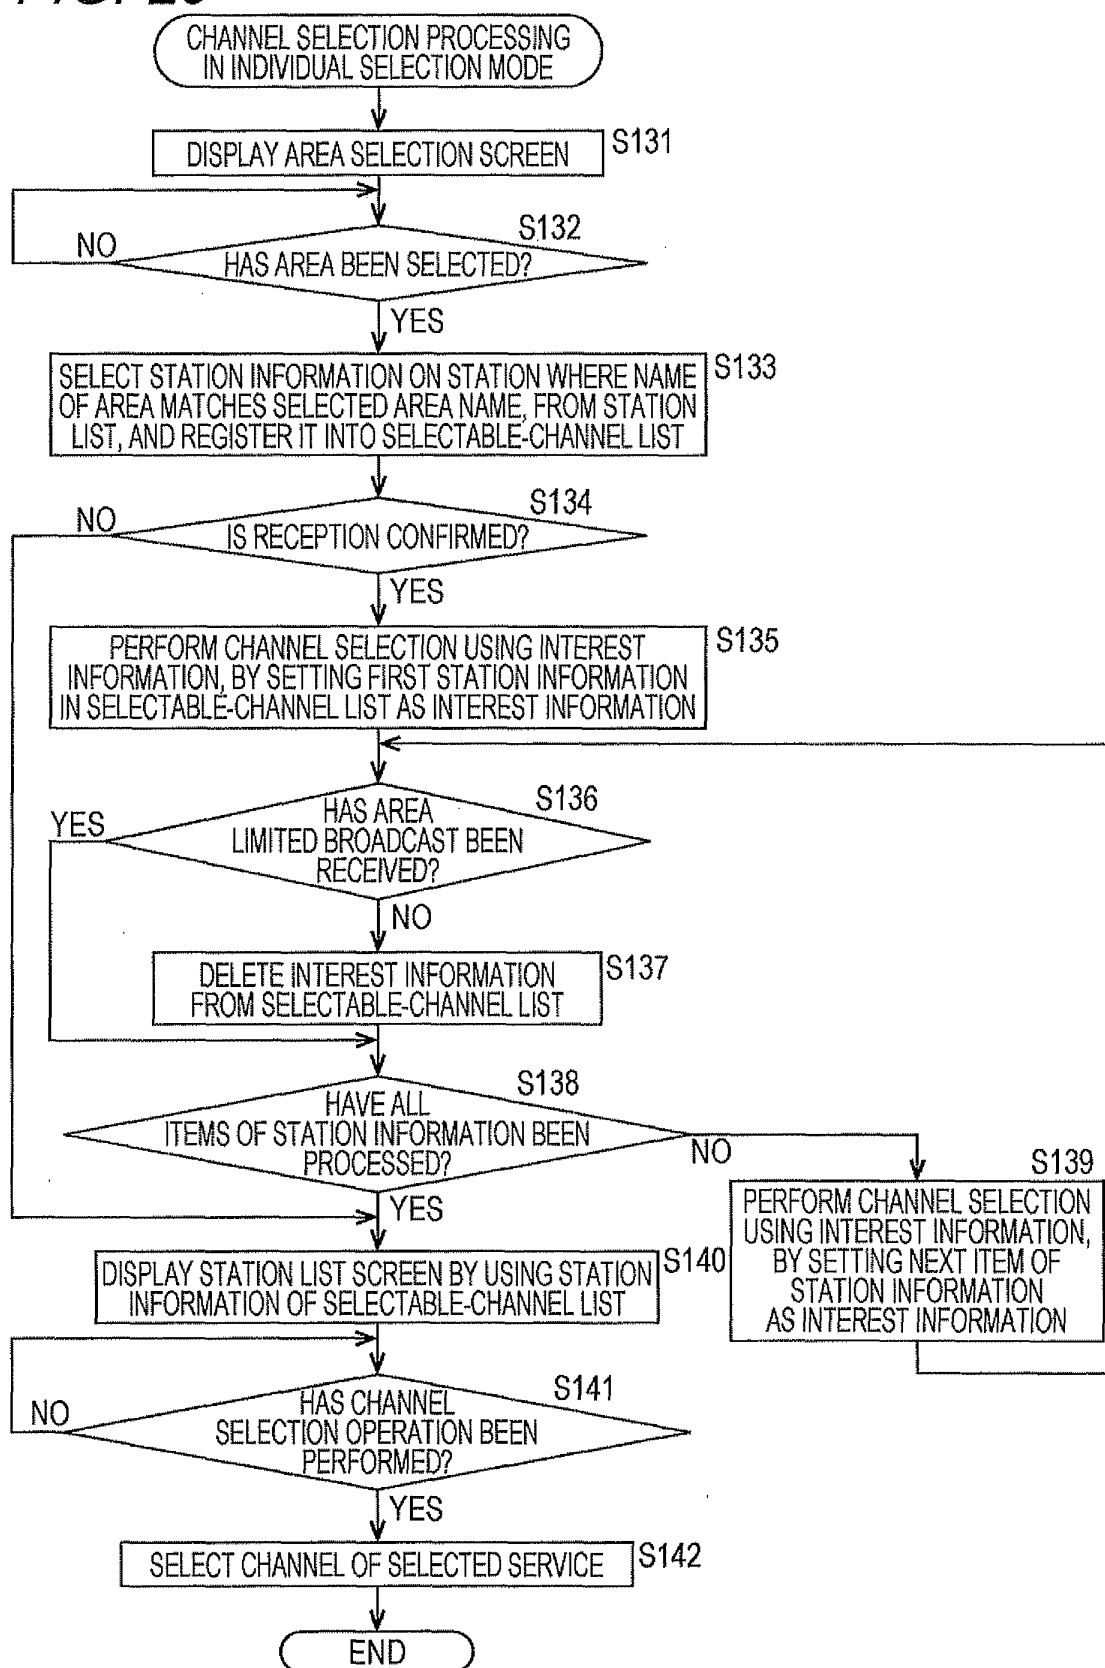 CHANNEL SELECTION PROCESSING
IN INDIVIDUAL SELECTION MODE
DISPLAY AREA SELECTION SCREEN
S131
S132
HAS AREA BEEN SELECTED?
NO
YES
SELECT STATION INFORMATION ON STATION WHERE NAME
OF AREA MATCHES SELECTED AREA NAME, FROM STATION
LIST, AND REGISTER IT INTO SELECTABLE-CHANNEL LIST
S133
S134
IS RECEPTION CONFIRMED?
NO
YES
PERFORM CHANNEL SELECTION USING INTEREST
INFORMATION, BY SETTING FIRST STATION INFORMATION
IN SELECTABLE-CHANNEL LIST AS INTEREST INFORMATION
S135
S136
HAS AREA
LIMITED BROADCAST BEEN
RECEIVED?
YES
NO
DELETE INTEREST INFORMATION
FROM SELECTABLE-CHANNEL LIST
S137
S138
HAVE ALL
ITEMS OF STATION INFORMATION BEEN
PROCESSED?
NO
YES
S139
PERFORM CHANNEL SELECTION
USING INTEREST INFORMATION,
BY SETTING NEXT ITEM OF
STATION INFORMATION
AS INTEREST INFORMATION
DISPLAY STATION LIST SCREEN BY USING STATION
INFORMATION OF SELECTABLE-CHANNEL LIST
S140
S141
HAS CHANNEL
SELECTION OPERATION BEEN
PERFORMED?
NO
YES
SELECT CHANNEL OF SELECTED SERVICE
S142
END